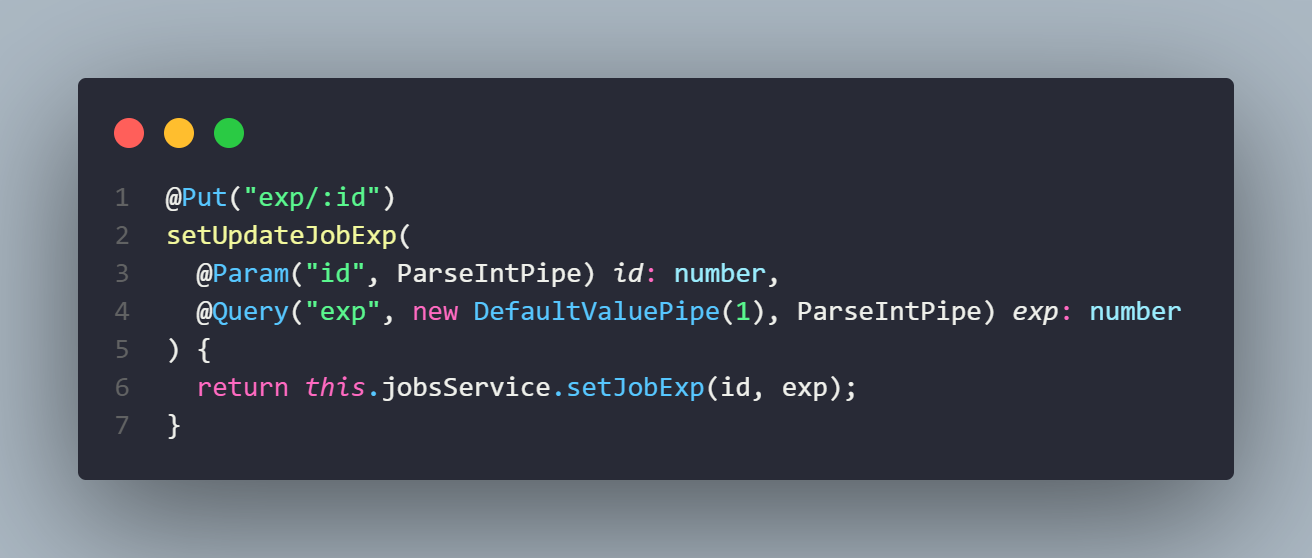 1 @Put("exp/:id")
2 setUpdateJobExp(
3   @Param("id", ParseIntPipe) id: number,
4   @Query("exp", new DefaultValuePipe(1), ParseIntPipe) exp: number
5 ) {
6   return this.jobsService.setJobExp(id, exp);
7 }